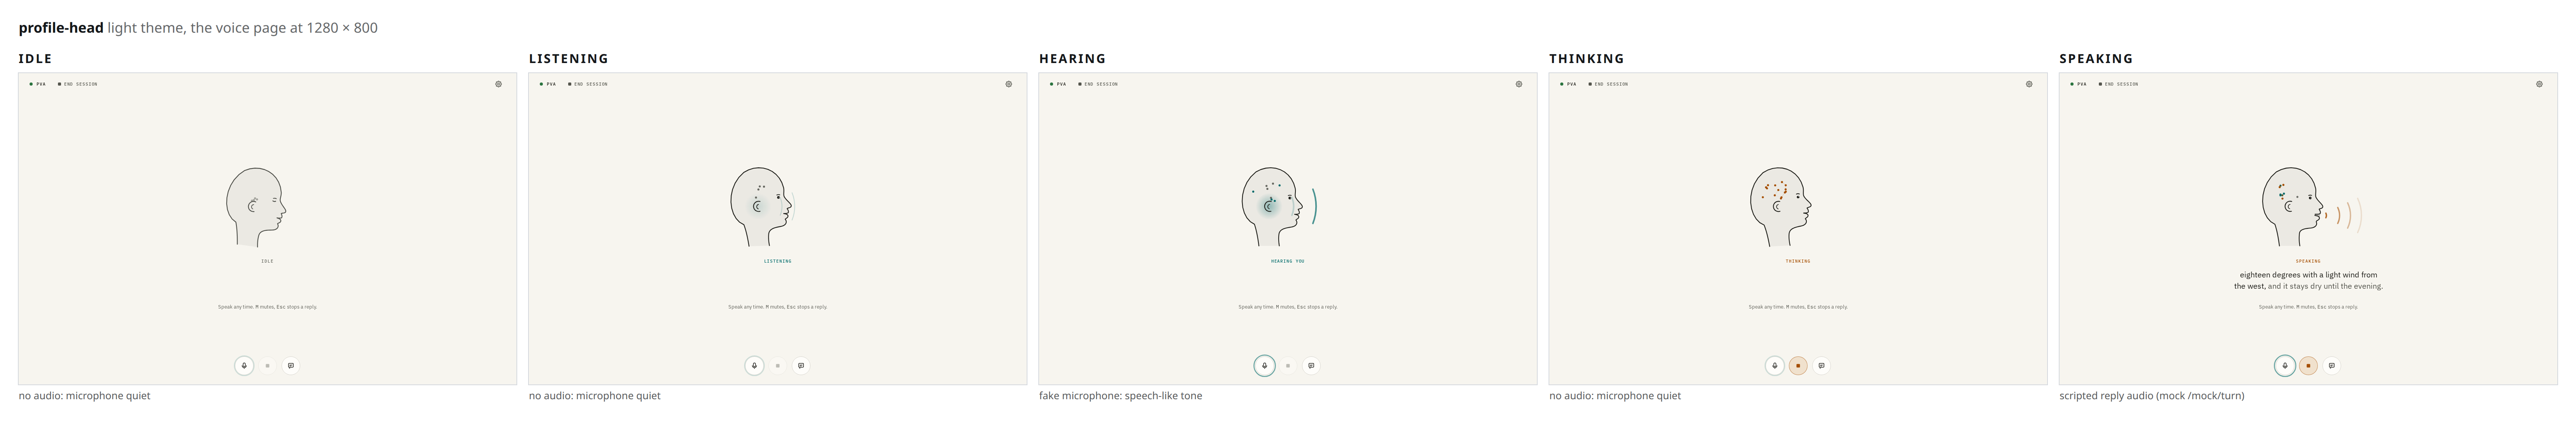 profile-head light theme, the voice page at 1280 × 800
IDLE
PVA END SESSION
IDLE
Speak any time. M mutes, Esc stops a reply.
no audio: microphone quiet
LISTENING
PVA END SESSION
LISTENING
Speak any time. M mutes, Esc stops a reply.
no audio: microphone quiet
HEARING
PVA END SESSION
HEARING YOU
Speak any time. M mutes, Esc stops a reply.
fake microphone: speech-like tone
THINKING
PVA END SESSION
THINKING
Speak any time. M mutes, Esc stops a reply.
no audio: microphone quiet
SPEAKING
PVA END SESSION
SPEAKING
eighteen degrees with a light wind from
the west, and it stays dry until the evening.
Speak any time. M mutes, Esc stops a reply.
scripted reply audio (mock /mock/turn)